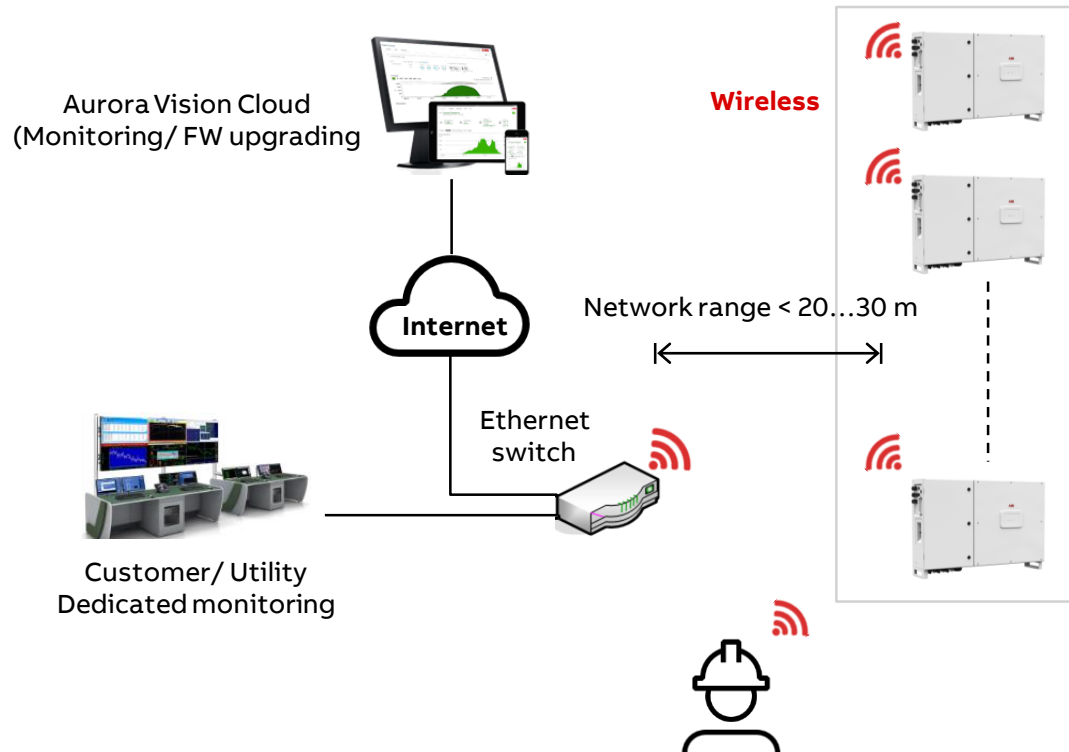 Aurora Vision Cloud
(Monitoring/ FW upgrading
Wireless
Internet
Network range < 20...30 m
Ethernet
switch
Customer/ Utility
Dedicated monitoring